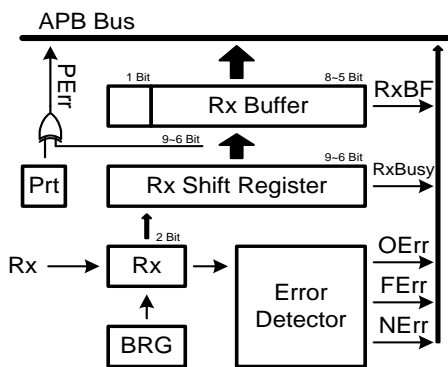 APB Bus
PErr
1 Bit
8~5 Bit
Rx Buffer
RxBF
9~6 Bit
9~6 Bit
Prt
Rx Shift Register
RxBusy
2 Bit
Rx
Rx
OErr
Error
Detector
FErr
NErr
BRG